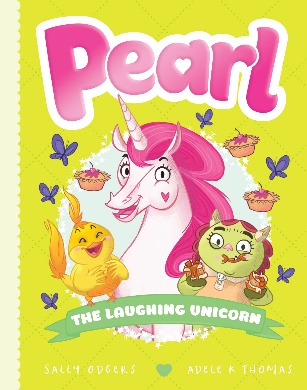 Pearl
THE LAUGHING UNICORN
SALLY ODGERS
ADELE K THOMAS